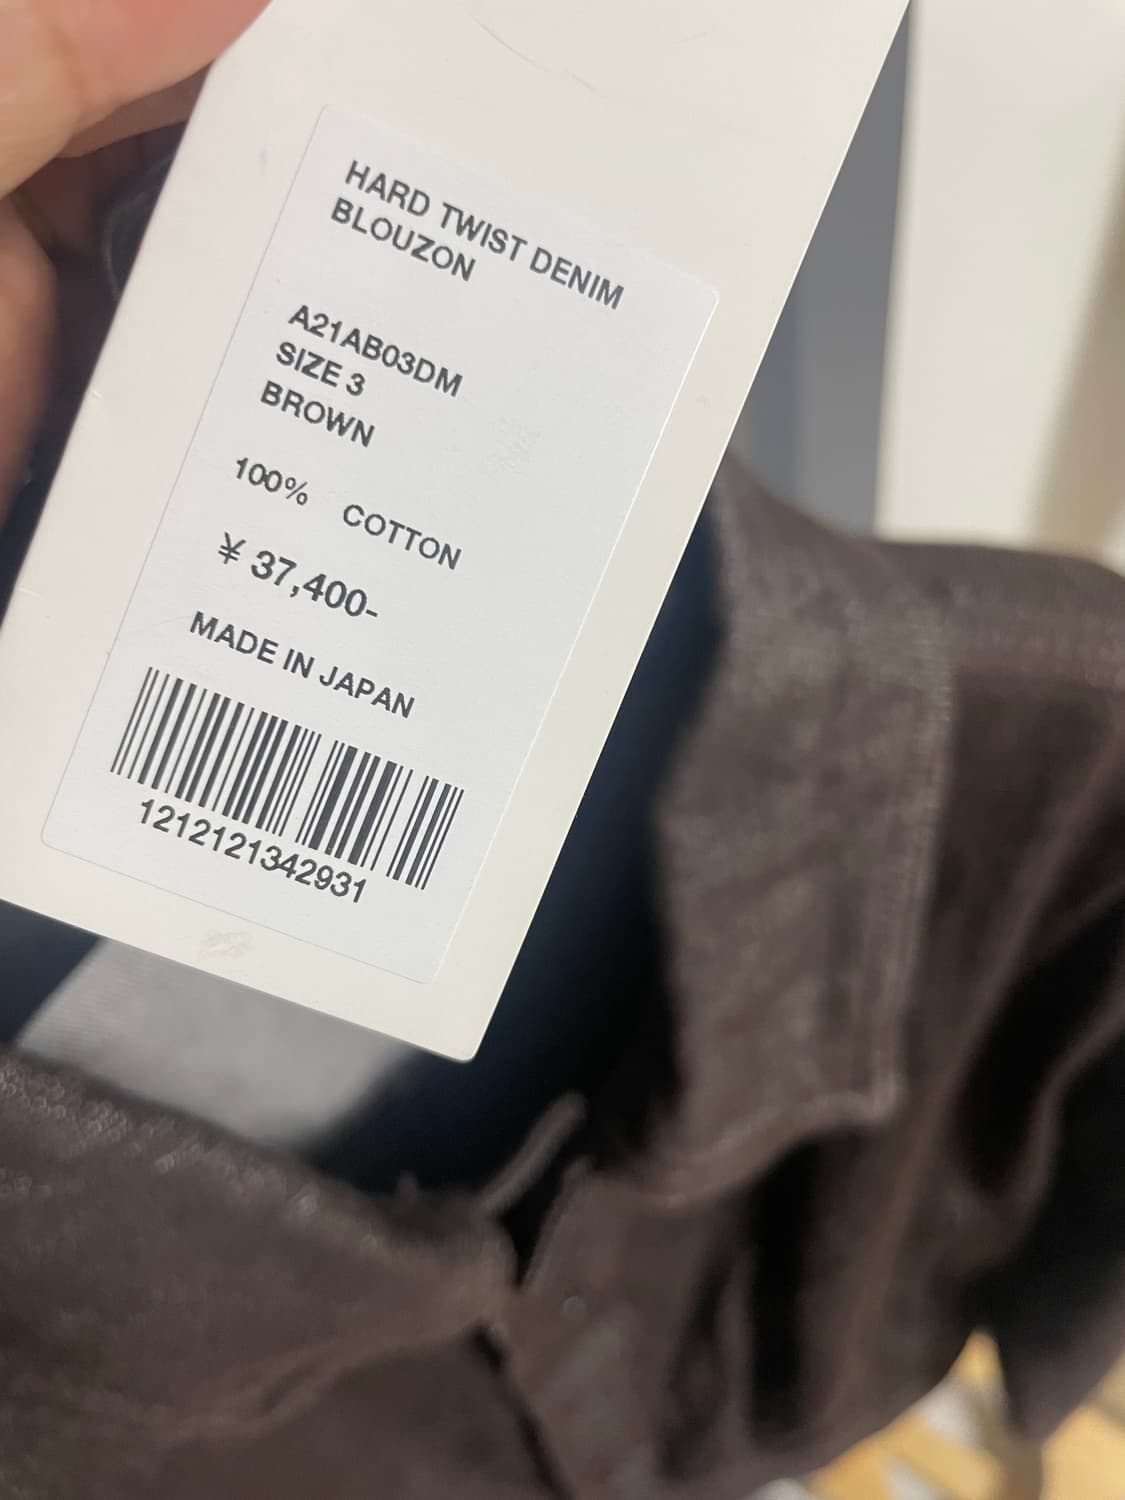 HARD TWIST DENIM
BLOUZON
A21AB03DM
SIZE 3
BROWN
100% COTTON
¥ 37,400-
MADE IN JAPAN
1212121342931